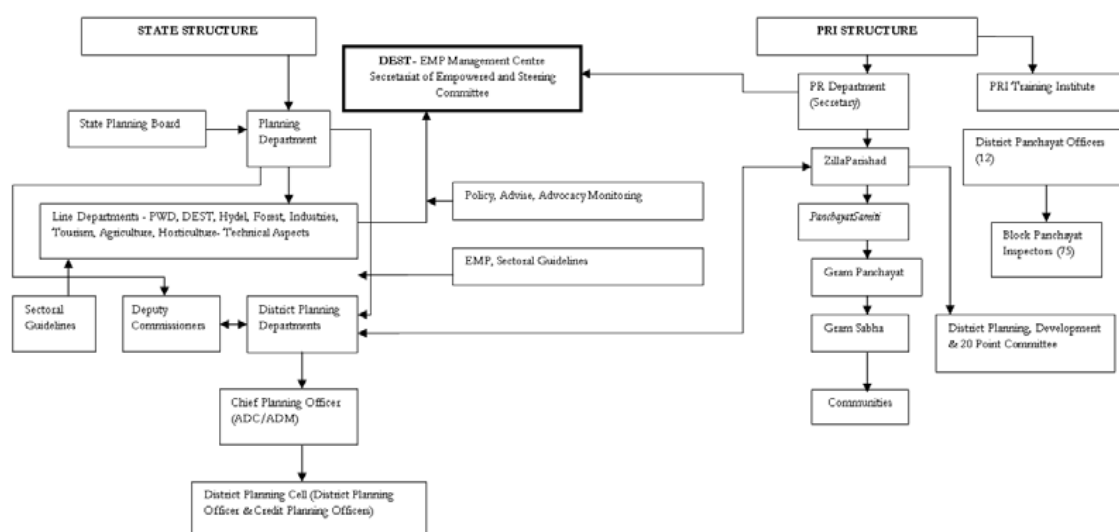 STATE STRUCTURE
PRI STRUCTURE
DEST- EMP Management Centre
Secretariat of Empowered and Steering
Committee
PR Department
(Secretary)
PRI Training Institute
State Planning Board
Planning
Department
District Panchayat Officers
(12)
ZillaParishad
Policy, Advise, Advocacy Monitoring
Line Departments - PWD, DEST, Hydel, Forest, Industries,
Tourism, Agriculture, Horticulture- Technical Aspects
PanchayatSamiti
Block Panchayat
Inspectors (75)
EMP, Sectoral Guidelines
Gram Panchayat
Sectoral
Guidelines
Deputy
Commissioners
District Planning
Departments
Gram Sabha
District Planning, Development
& 20 Point Committee
Chief Planning Officer
(ADC/ADM)
Communities
District Planning Cell (District Planning
Officer & Credit Planning Officers)